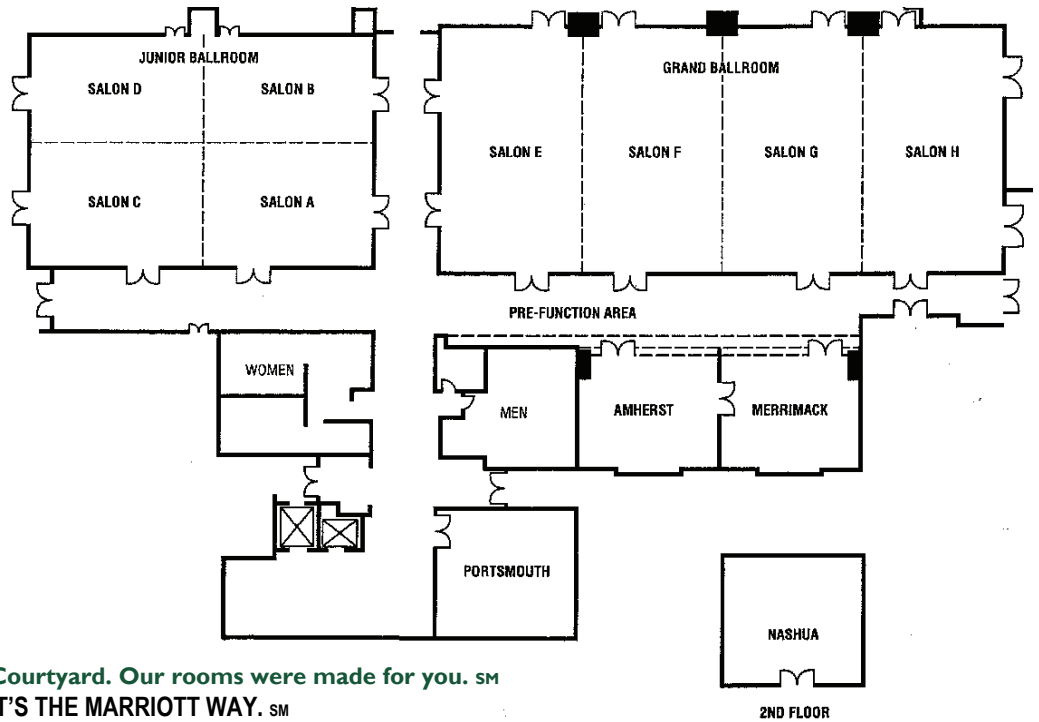 JUNIOR BALLROOM
GRAND BALLROOM
SALON D
SALON B
SALON E
SALON F
SALON G
SALON H
SALON C
SALON A
PRE-FUNCTION AREA
WOMEN
MEN
AMHERST
MERRIMACK
PORTSMOUTH
NASHUA
Courtyard. Our rooms were made for you. SM
T'S THE MARRIOTT WAY. SM
2ND FLOOR